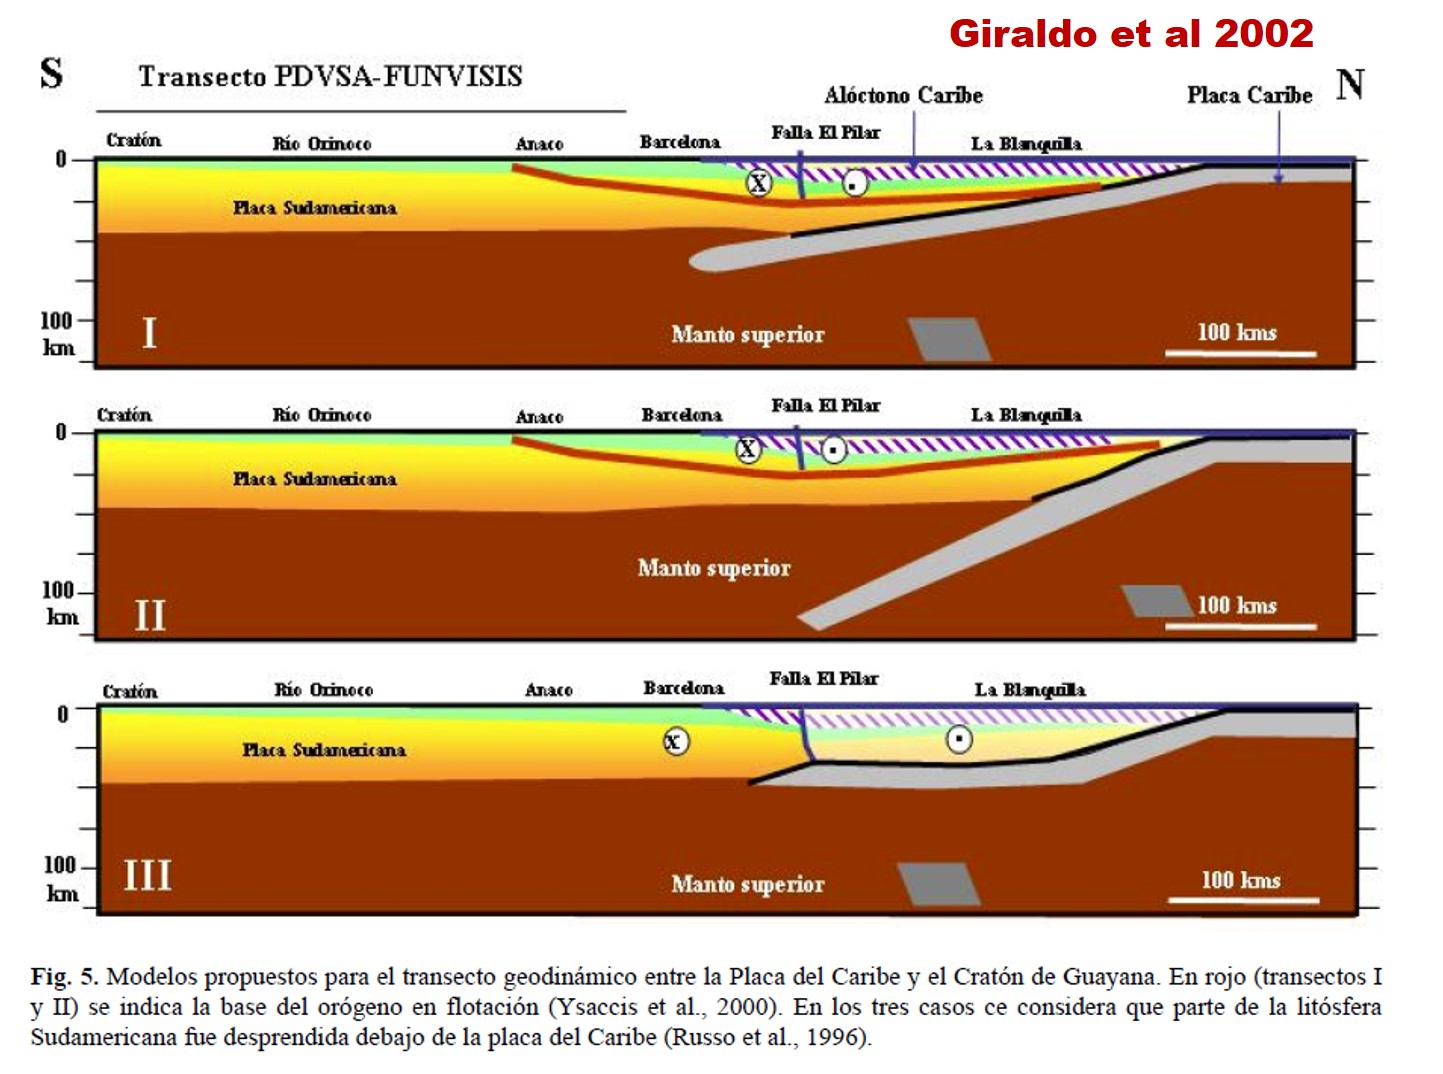 Giraldo et al 2002
S
Transecto PDVSA-FUNVISIS
N
Alóctono Caribe
Placa Caribe
Cratón
Río Orinoco
Anaco
Barcelona
Falla El Pilar
La Blanquilla
0
X
Placa Sudamericana
100
km
I
Manto superior
100 kms
Cratón
Río Orinoco
Anaco
Barcelona
Falla El Pilar
La Blanquilla
0
X
Placa Sudamericana
Manto superior
100
km
II
100 kms
Cratón
Río Orinoco
Anaco
Barcelona
Falla El Pilar
La Blanquilla
0
x
Placa Sudamericana
100
km
III
Manto superior
100 kms
Fig. 5. Modelos propuestos para el transecto geodinámico entre la Placa del Caribe y el Cratón de Guayana. En rojo (transectos I
y II) se indica la base del orógeno en flotación (Ysaccis et al., 2000). En los tres casos ce considera que parte de la litósfera
Sudamericana fue desprendida debajo de la placa del Caribe (Russo et al., 1996).